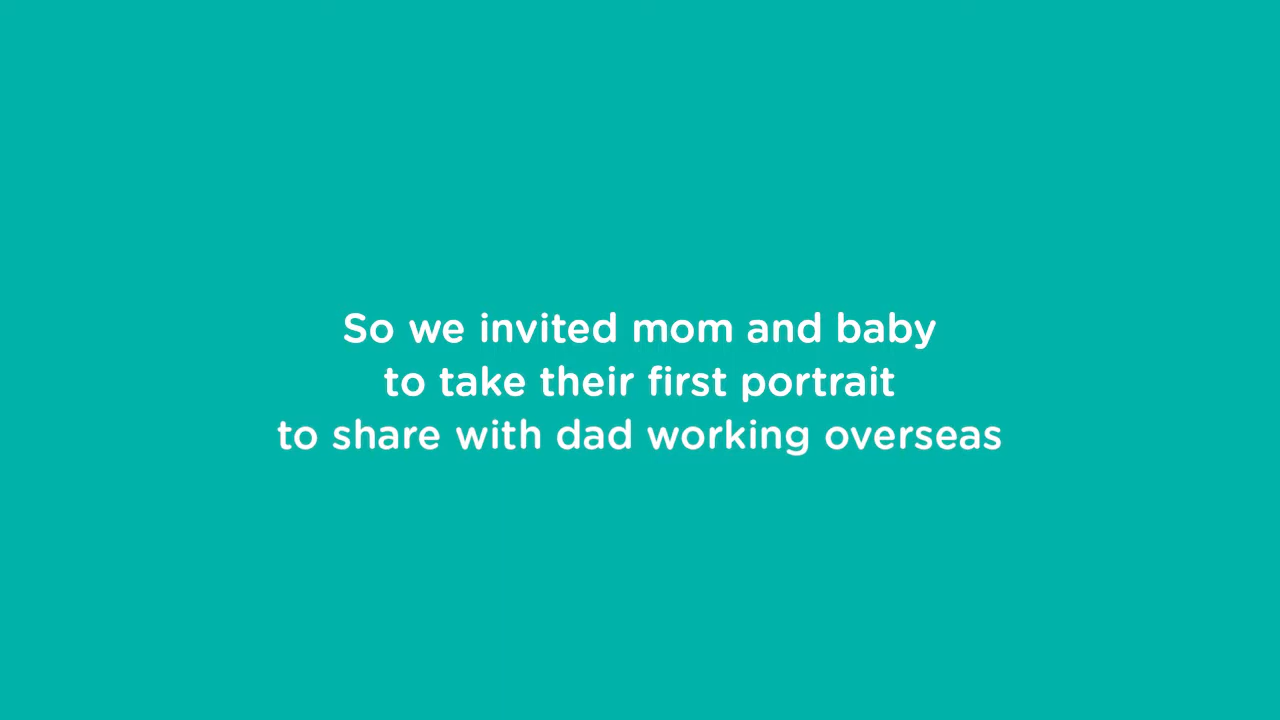 So we invited mom and baby
to take their first portrait
to share with dad working overseas